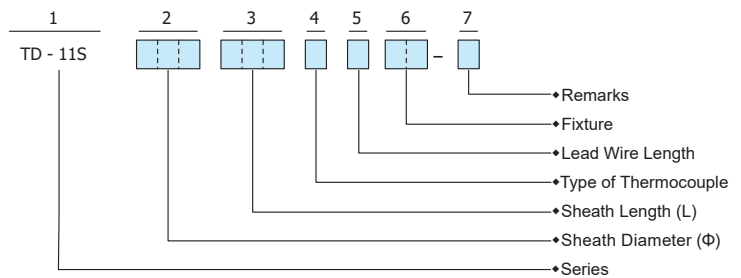 1 2 3 4 5 6 7
TD - 11S –
Remarks
Fixture
Lead Wire Length
Type of Thermocouple
Sheath Length (L)
Sheath Diameter (Φ)
Series